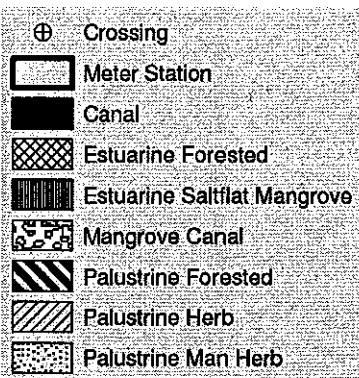 Crossing
Meter Station
Canal
Estuarine Forested
Estuarine Saltflat Mangrove
Mangrove Canal
Palustrine Forested
Palustrine Herb
Palustrine Man Herb